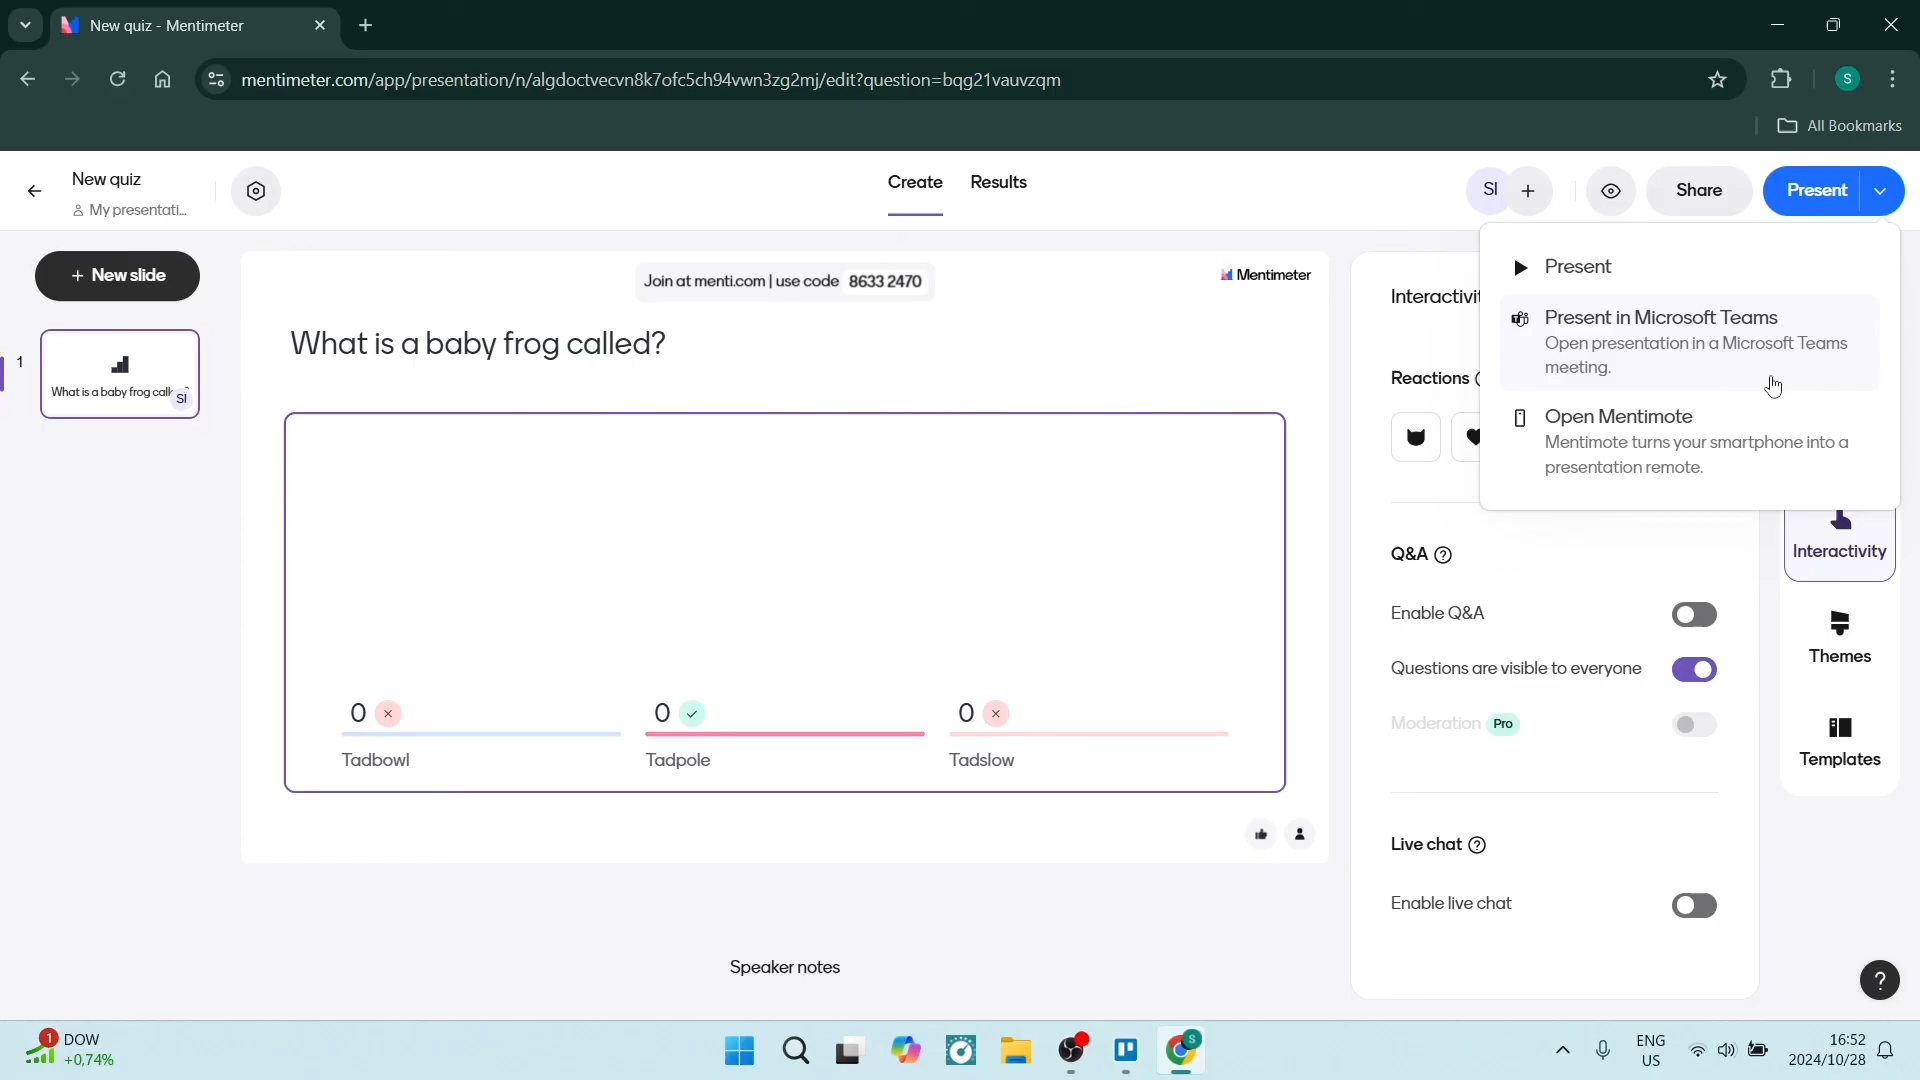 New quiz - Mentimeter
mentimeter.com/app/presentation/n/algdoctvecvn8k7ofc5ch94vwn3zg2mj/edit?question=bqg21vauvzqm
S
All Bookmarks
New quiz
My presentati...
Create
Results
SI
Share
Present
+ New slide
1
What is a baby frog call
SI
Join at menti.com | use code 8633 2470
Mentimeter
What is a baby frog called?
0
0
0
Tadbowl
Tadpole
Tadslow
Speaker notes
Interactivit
Reactions
Present
Present in Microsoft Teams
Open presentation in a Microsoft Teams
meeting.
Open Mentimote
Mentimote turns your smartphone into a
presentation remote.
Q&A ?
Enable Q&A
Questions are visible to everyone
Moderation Pro
Live chat ?
Enable live chat
Interactivity
Themes
Templates
?
1
DOW
+0,74%
S
ENG
US
16:52
2024/10/28